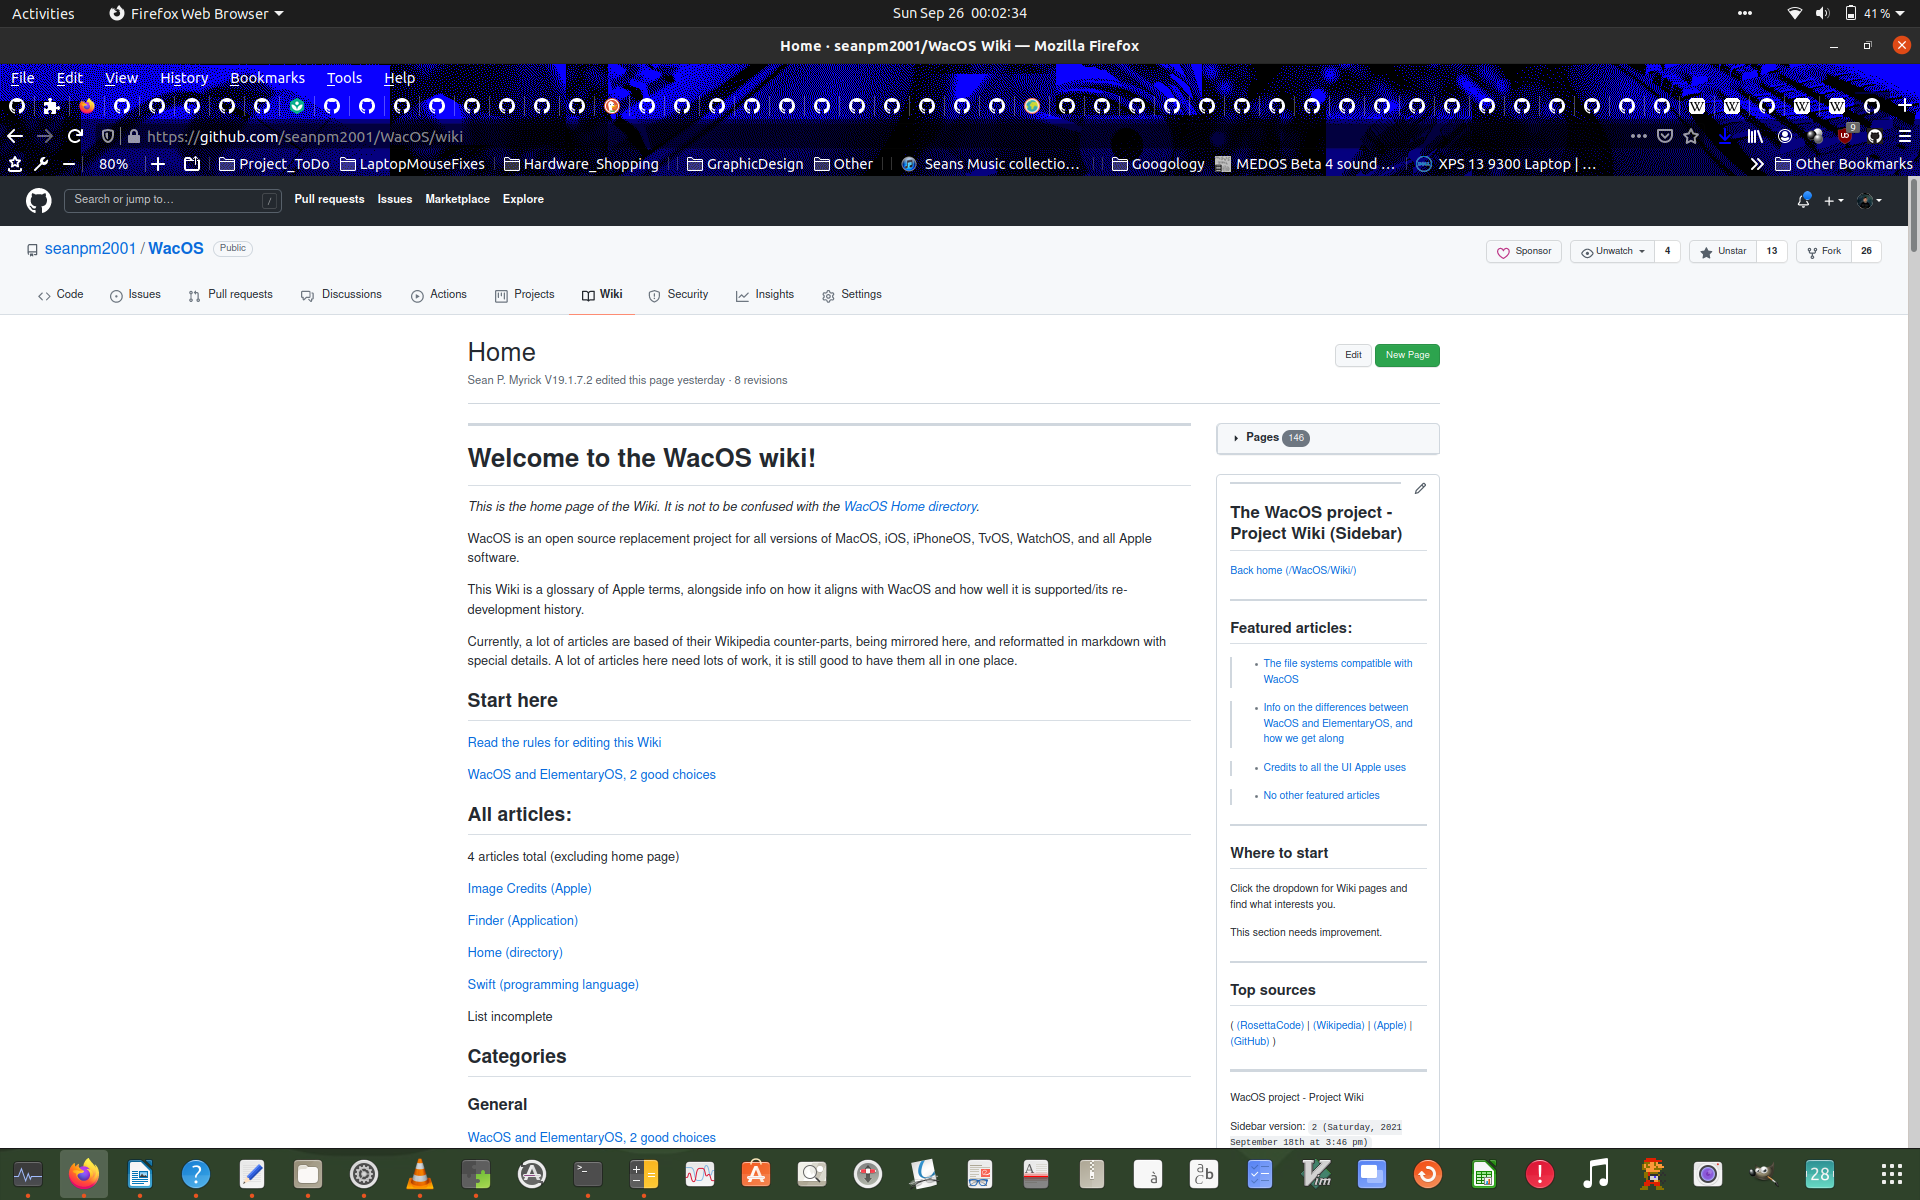 Activities Firefox Web Browser Sun Sep 26 00:02:34 41 %
Home · seanpm2001/WacOS Wiki — Mozilla Firefox
File Edit View History Bookmarks Tools Help
https://github.com/seanpm2001/WacOS/wiki 9
80% Project_ToDo LaptopMouseFixes Hardware_Shopping GraphicDesign Other Seans Music collectio… Googology MEDOS Beta 4 sound … XPS 13 9300 Laptop | … Other Bookmarks
Search or jump to… / Pull requests Issues Marketplace Explore
seanpm2001 / WacOS Public Sponsor Unwatch 4 Unstar 13 Fork 26
Code Issues Pull requests Discussions Actions Projects Wiki Security Insights Settings
Home Edit New Page
Sean P. Myrick V19.1.7.2 edited this page yesterday · 8 revisions
Welcome to the WacOS wiki!
This is the home page of the Wiki. It is not to be confused with the WacOS Home directory.
WacOS is an open source replacement project for all versions of MacOS, iOS, iPhoneOS, TvOS, WatchOS, and all Apple
software.
This Wiki is a glossary of Apple terms, alongside info on how it aligns with WacOS and how well it is supported/its re-
development history.
Currently, a lot of articles are based of their Wikipedia counter-parts, being mirrored here, and reformatted in markdown with
special details. A lot of articles here need lots of work, it is still good to have them all in one place.
Start here
Read the rules for editing this Wiki
WacOS and ElementaryOS, 2 good choices
All articles:
4 articles total (excluding home page)
Image Credits (Apple)
Finder (Application)
Home (directory)
Swift (programming language)
List incomplete
Categories
General
WacOS and ElementaryOS, 2 good choices
Pages 146
The WacOS project -
Project Wiki (Sidebar)
Back home (/WacOS/Wiki/)
Featured articles:
• The file systems compatible with
WacOS
• Info on the differences between
WacOS and ElementaryOS, and
how we get along
• Credits to all the UI Apple uses
• No other featured articles
Where to start
Click the dropdown for Wiki pages and
find what interests you.
This section needs improvement.
Top sources
( (RosettaCode) | (Wikipedia) | (Apple) |
(GitHub) )
WacOS project - Project Wiki
Sidebar version: 2 (Saturday, 2021
September 18th at 3:46 pm)
28